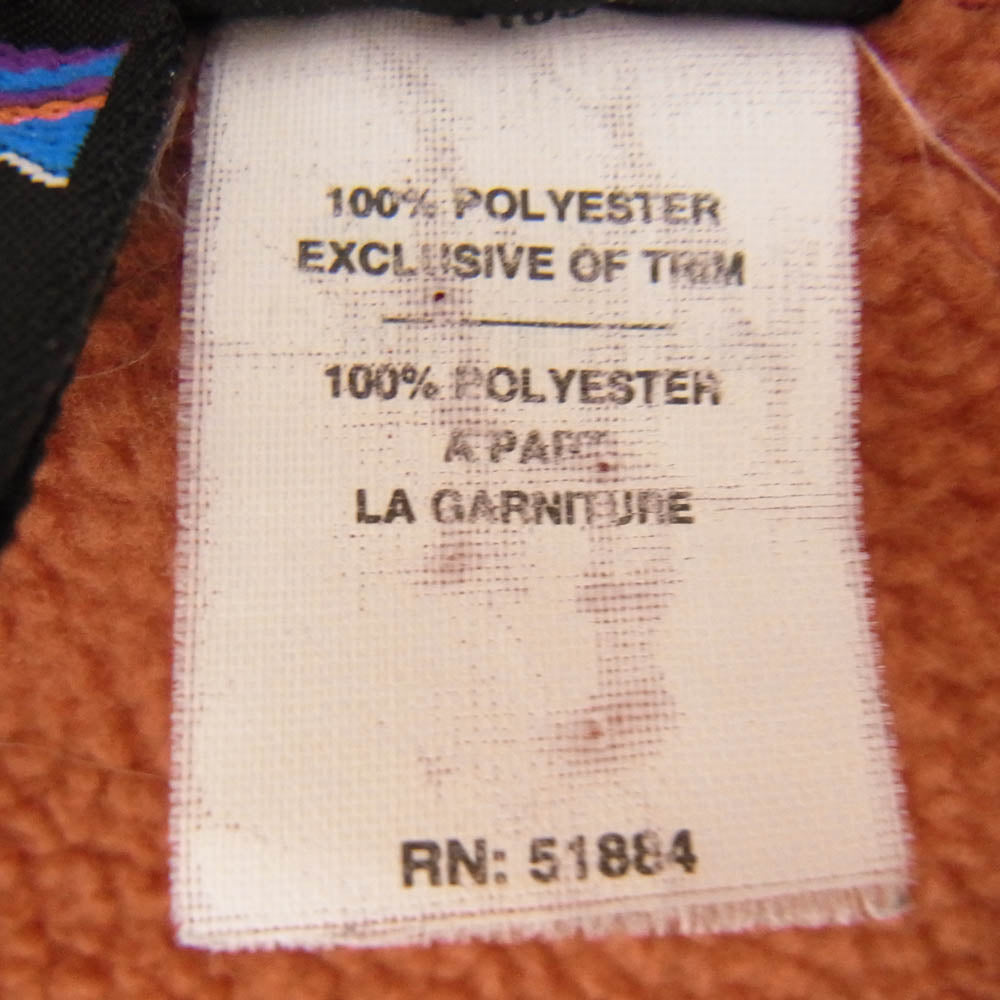 100% POLYESTER
EXCLUSIVE OF TRIM
100% POLYESTER
A PART
LA GARNITURE
RN: 51884